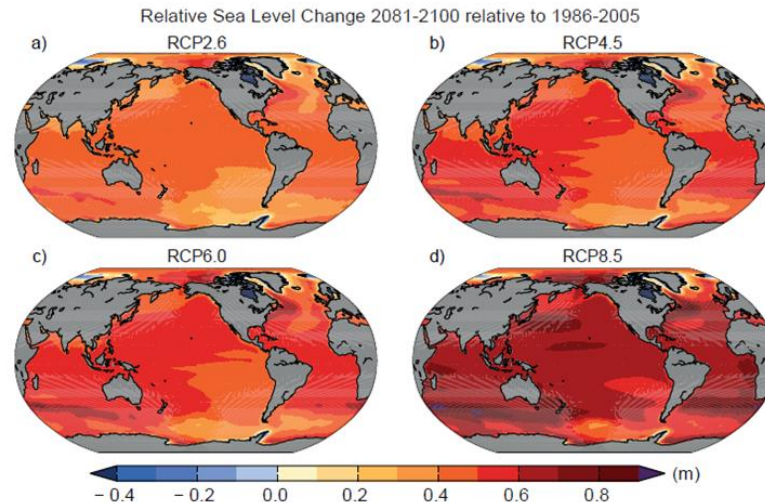 Relative Sea Level Change 2081-2100 relative to 1986-2005
a) RCP2.6
b) RCP4.5
c) RCP6.0
d) RCP8.5
− 0.4 − 0.2 0.0 0.2 0.4 0.6 0.8 (m)